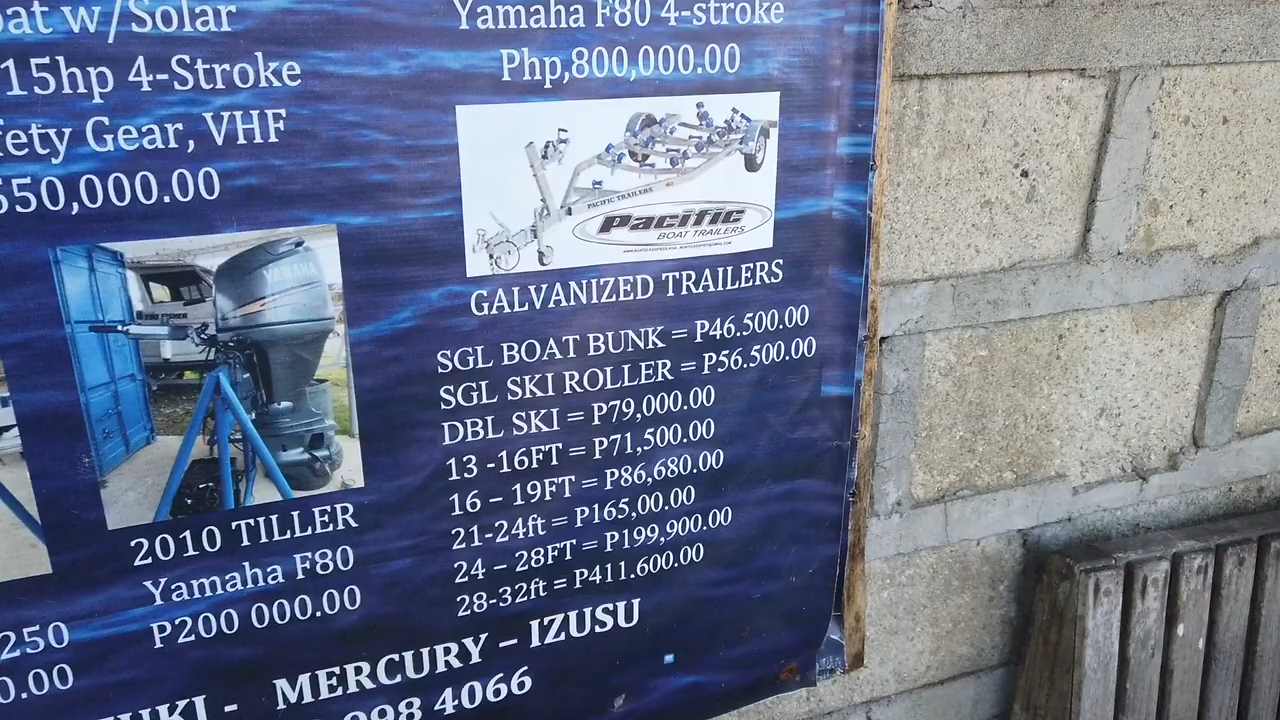 w/Solar
15hp 4-Stroke
Gear, VHF
50,000.00
Yamaha F80 4-stroke
Php,800,000.00
PACIFIC TRAILERS
Pacific
BOAT TRAILERS
GALVANIZED TRAILERS
SGL BOAT BUNK = P46.500.00
SGL SKI ROLLER = P56.500.00
DBL SKI = P79,000.00
13 -16FT = P71,500.00
16 – 19FT = P86,680.00
21-24ft = P165,00.00
24 – 28FT = P199,900.00
28-32ft = P411.600.00
YAMAHA
2010 TILLER
Yamaha F80
P200 000.00
250
0.00
- MERCURY – IZUSU
998 4066